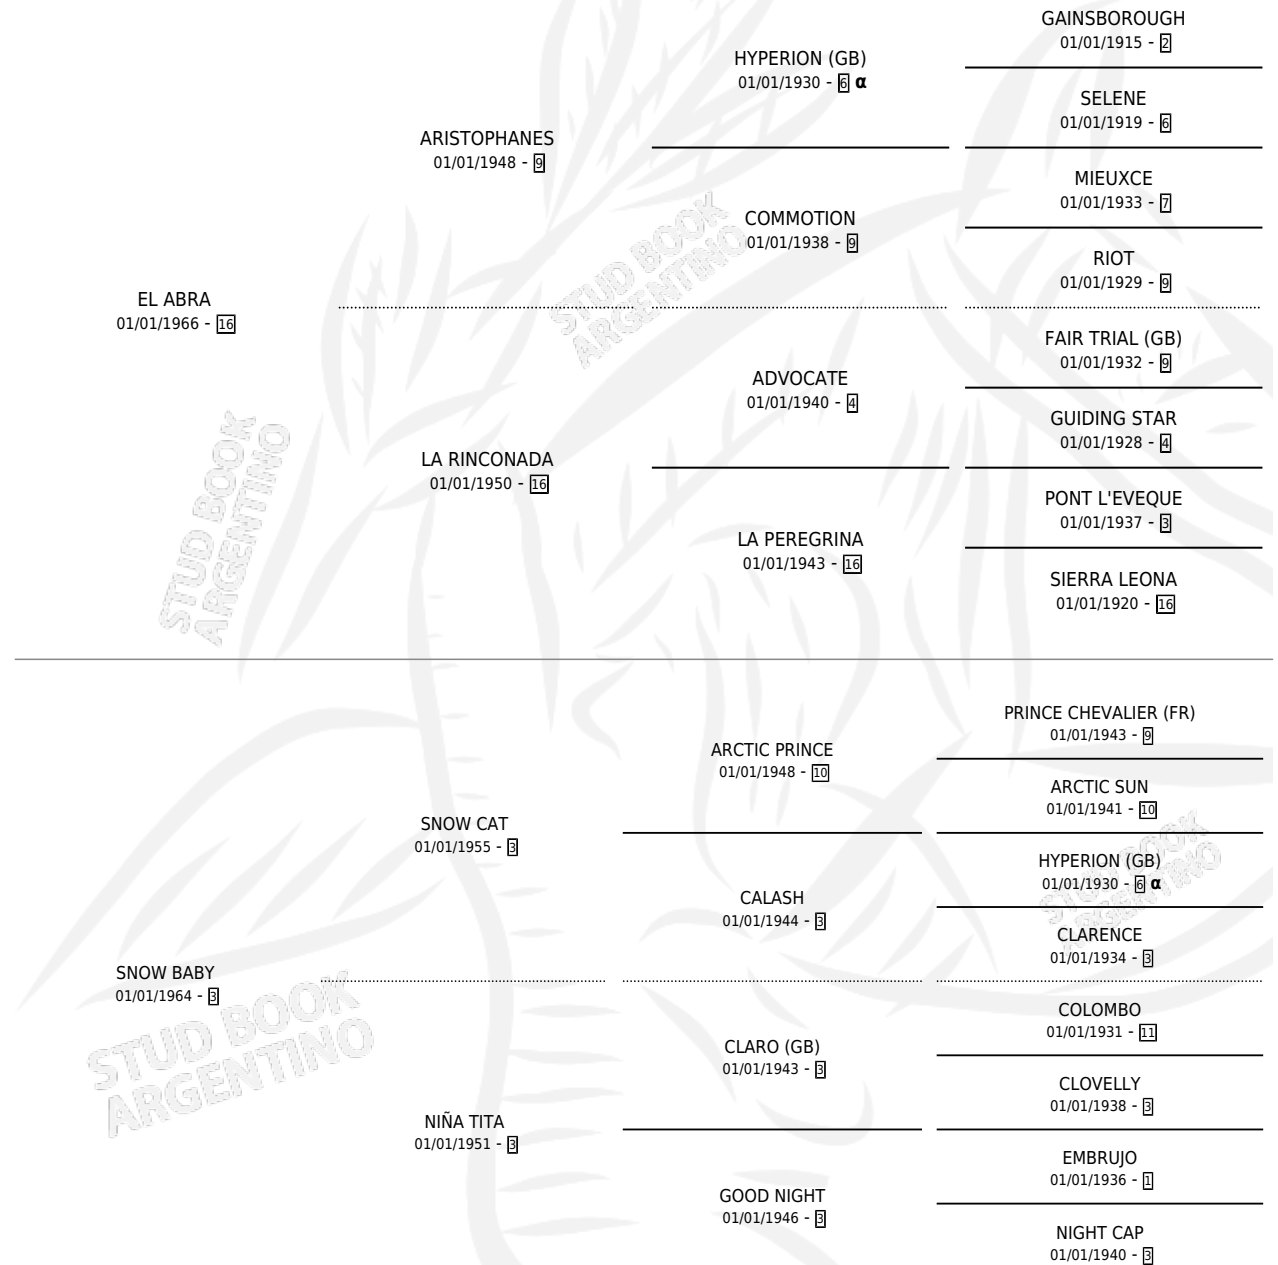 GAINSBOROUGH
01/01/1915 - 2
HYPERION (GB)
01/01/1930 - 6 α
SELENE
01/01/1919 - 6
ARISTOPHANES
01/01/1948 - 9
MIEUXCE
01/01/1933 - 7
COMMOTION
01/01/1938 - 9
RIOT
01/01/1929 - 9
EL ABRA
01/01/1966 - 16
FAIR TRIAL (GB)
01/01/1932 - 9
ADVOCATE
01/01/1940 - 4
GUIDING STAR
01/01/1928 - 4
LA RINCONADA
01/01/1950 - 16
PONT L'EVEQUE
01/01/1937 - 3
LA PEREGRINA
01/01/1943 - 16
SIERRA LEONA
01/01/1920 - 16
PRINCE CHEVALIER (FR)
01/01/1943 - 9
ARCTIC PRINCE
01/01/1948 - 10
ARCTIC SUN
01/01/1941 - 10
SNOW CAT
01/01/1955 - 3
HYPERION (GB)
01/01/1930 - 6 α
CALASH
01/01/1944 - 3
CLARENCE
01/01/1934 - 3
SNOW BABY
01/01/1964 - 3
COLOMBO
01/01/1931 - 11
CLARO (GB)
01/01/1943 - 3
CLOVELLY
01/01/1938 - 3
NIÑA TITA
01/01/1951 - 3
EMBRUJO
01/01/1936 - 1
GOOD NIGHT
01/01/1946 - 3
NIGHT CAP
01/01/1940 - 3
STUD BOOK
ARGENTINO
STUD BOOK
ARGENTINO
STUD BOOK
ARGENTINO
STUD BOOK
ARGENTINO